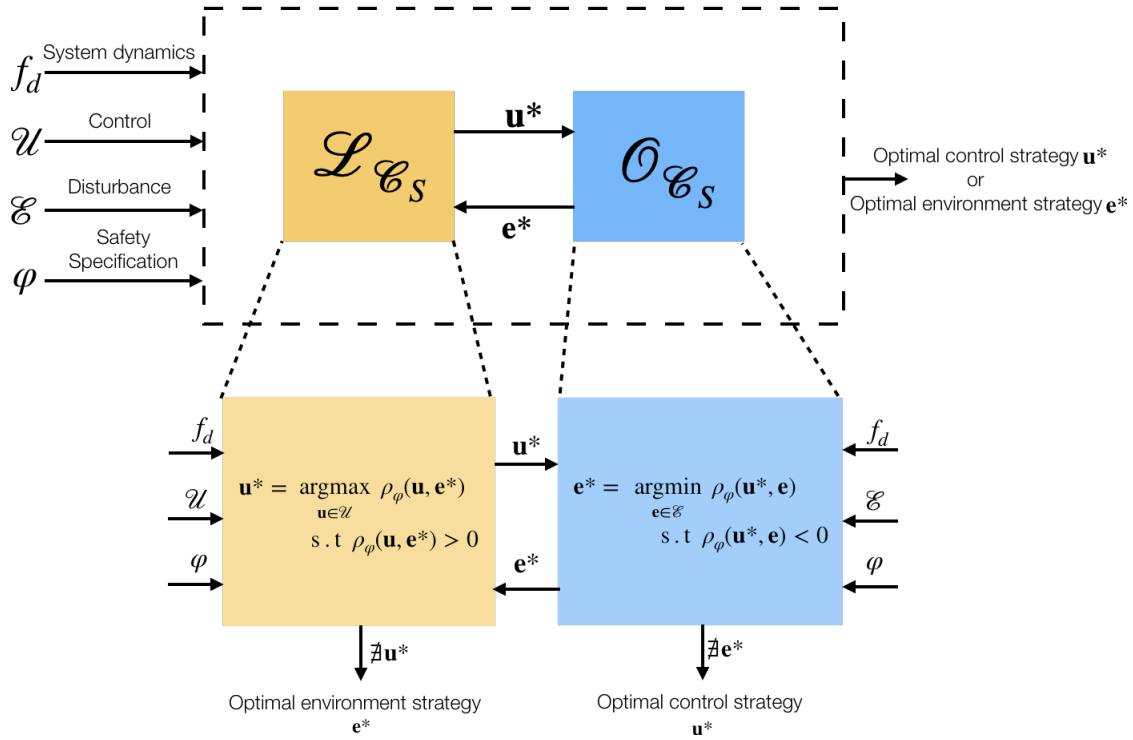 System dynamics
f_d
Control
𝒰
Disturbance
ℰ
Safety
Specification
φ
ℒ_𝒞_S
u*
e*
𝒪_𝒞_S
Optimal control strategy u*
or
Optimal environment strategy e*
f_d
𝒰
φ
u* = argmax ρ_φ(u, e*)
u∈𝒰
s . t ρ_φ(u, e*) > 0
u*
e*
e* = argmin ρ_φ(u*, e)
e∈ℰ
s . t ρ_φ(u*, e) < 0
f_d
ℰ
φ
∄u*
Optimal environment strategy
e*
∄e*
Optimal control strategy
u*